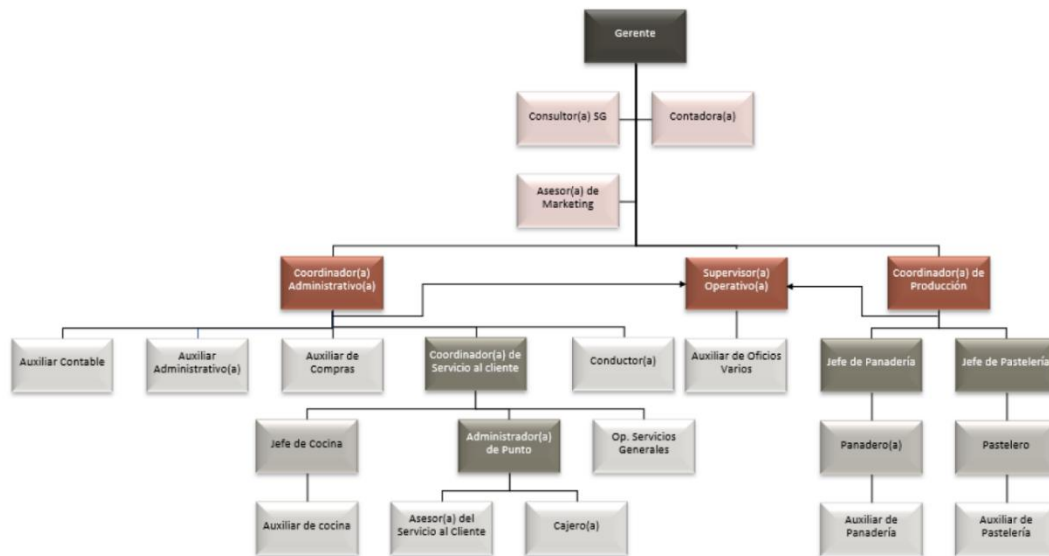 Gerente
Consultor(a) SG
Contadora(a)
Asesor(a) de
Marketing
Coordinador(a)
Administrativo(a)
Supervisor(a)
Operativo(a)
Coordinador(a) de
Producción
Auxiliar Contable
Auxiliar
Administrativo(a)
Auxiliar de
Compras
Coordinador(a) de
Servicio al cliente
Conductor(a)
Auxiliar de Oficios
Varios
Jefe de Panadería
Jefe de Pastelería
Jefe de Cocina
Administrador(a)
de Punto
Op. Servicios
Generales
Panadero(a)
Pastelero
Auxiliar de cocina
Asesor(a) del
Servicio al Cliente
Cajero(a)
Auxiliar de
Panadería
Auxiliar de
Pastelería